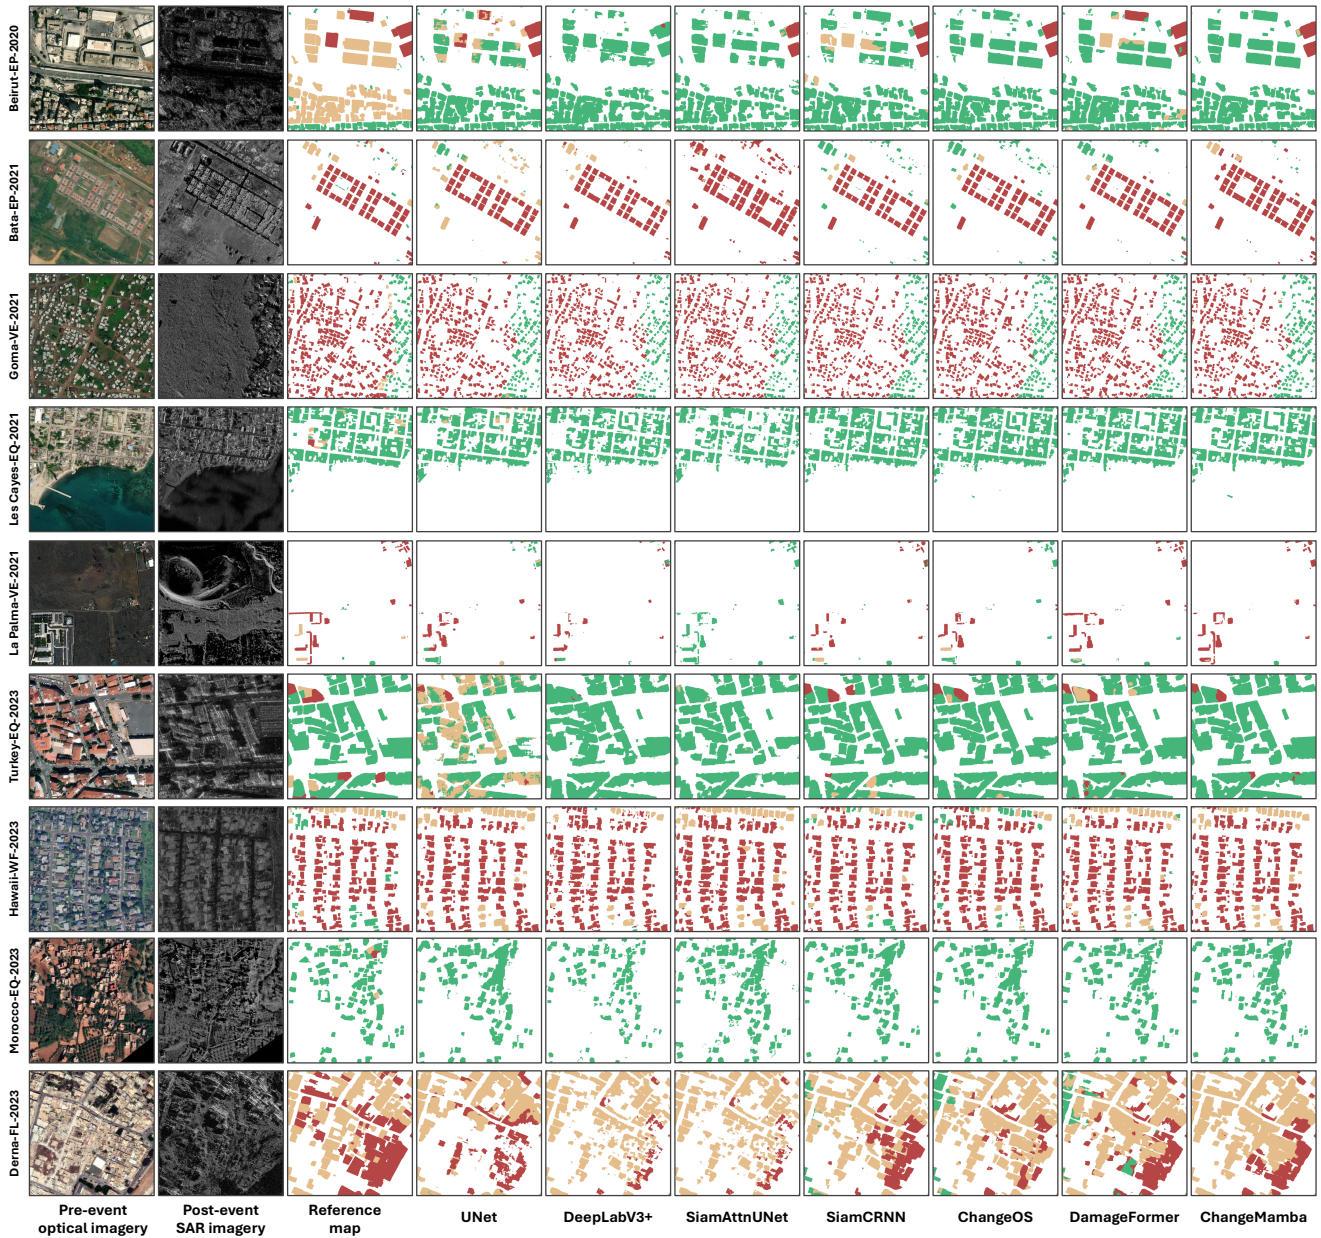 Beirut-EP-2020
Bata-EP-2021
Goma-VE-2021
Les Cayes-EQ-2021
La Palma-VE-2021
Turkey-EQ-2023
Hawaii-WF-2023
Morocco-EQ-2023
Derna-FL-2023
Pre-event
optical imagery
Post-event
SAR imagery
Reference
map
UNet
DeepLabV3+
SiamAttnUNet
SiamCRNN
ChangeOS
DamageFormer
ChangeMamba